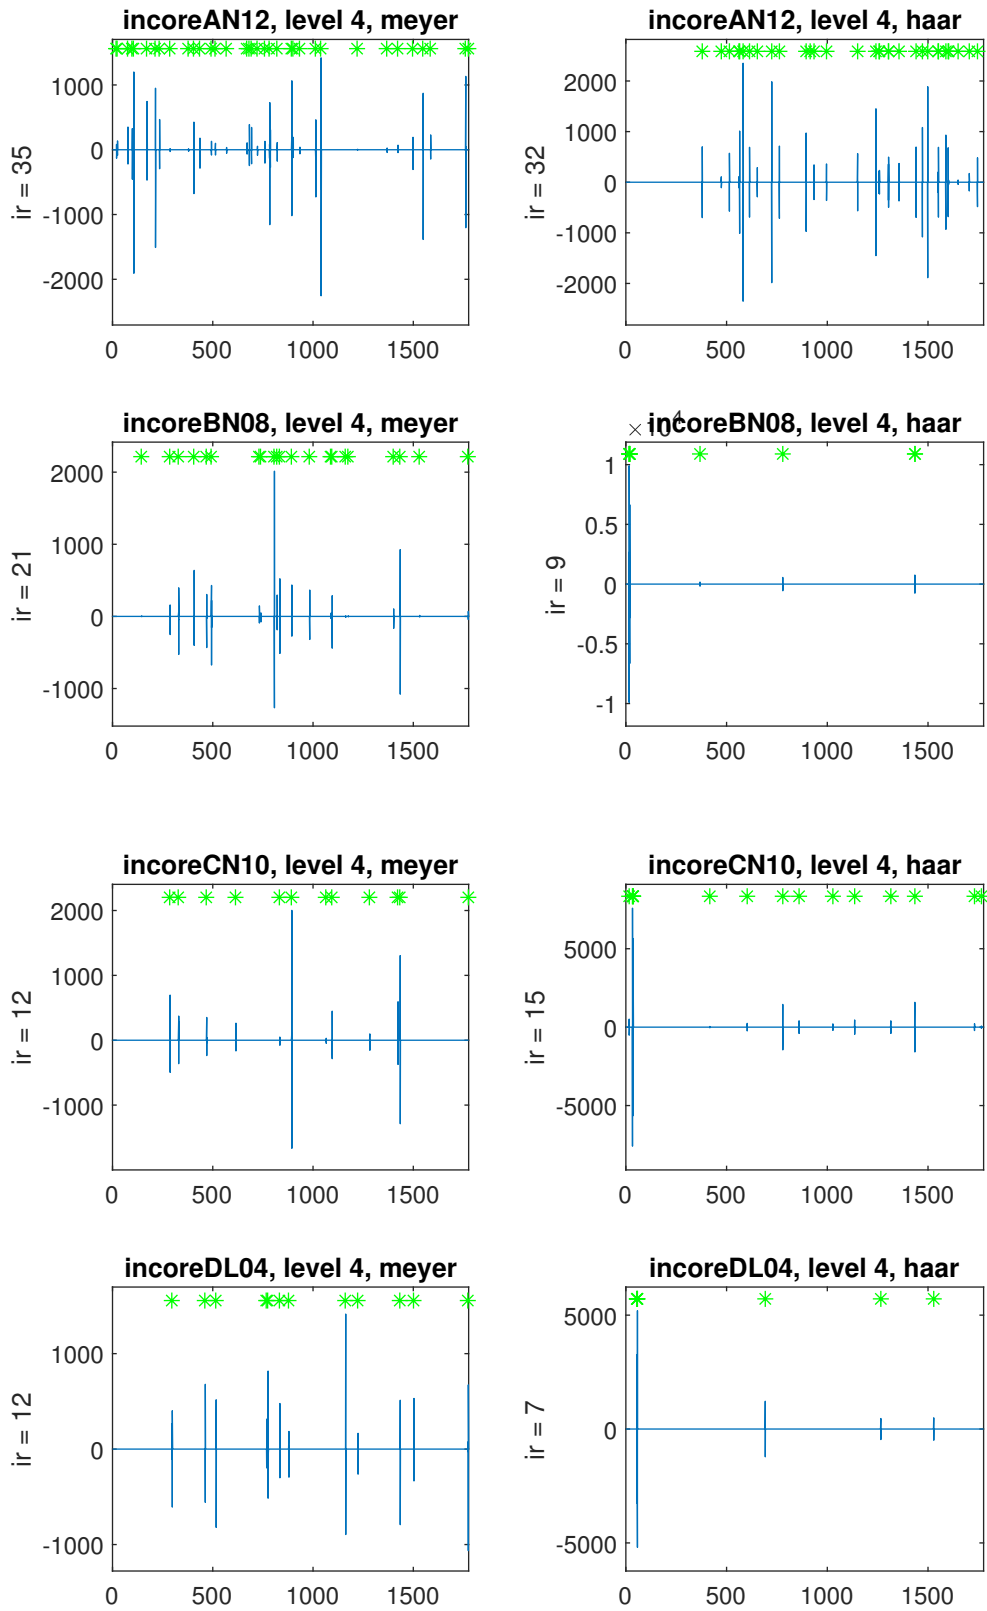 incoreAN12, level 4, meyer
1000
0
-1000
-2000
ir = 35
0 500 1000 1500
incoreAN12, level 4, haar
2000
1000
0
-1000
-2000
ir = 32
0 500 1000 1500
incoreBN08, level 4, meyer
2000
1000
0
-1000
ir = 21
0 500 1000 1500
incoreBN08, level 4, haar
× 10^4
1
0.5
0
-0.5
-1
ir = 9
0 500 1000 1500
incoreCN10, level 4, meyer
2000
1000
0
-1000
ir = 12
0 500 1000 1500
incoreCN10, level 4, haar
5000
0
-5000
ir = 15
0 500 1000 1500
incoreDL04, level 4, meyer
1000
0
-1000
ir = 12
0 500 1000 1500
incoreDL04, level 4, haar
5000
0
-5000
ir = 7
0 500 1000 1500